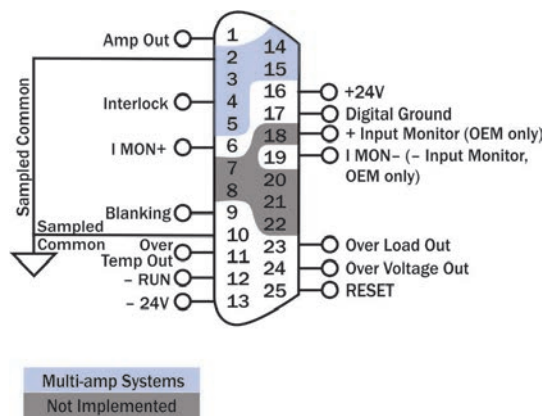 Amp Out
Sampled Common
Interlock
I MON+
Blanking
Sampled
Common
Over
Temp Out
– RUN
– 24V
1
2
3
4
5
6
7
8
9
10
11
12
13
14
15
16
17
18
19
20
21
22
23
24
25
+24V
Digital Ground
+ Input Monitor (OEM only)
I MON– (– Input Monitor,
OEM only)
Over Load Out
Over Voltage Out
RESET
Multi-amp Systems
Not Implemented